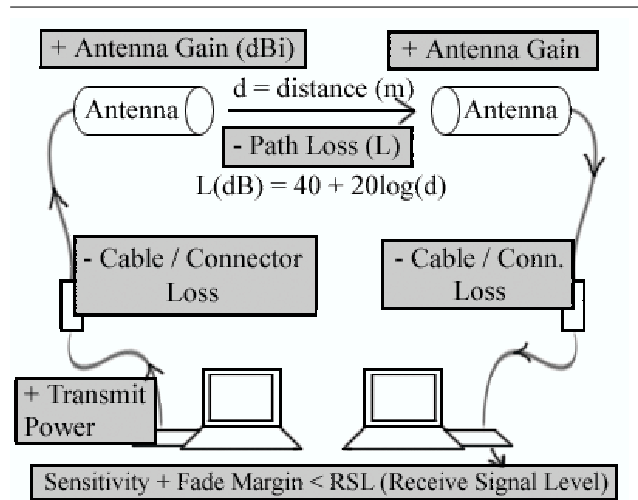 + Antenna Gain (dBi)
+ Antenna Gain
Antenna
d = distance (m)
Antenna
- Path Loss (L)
L(dB) = 40 + 20log(d)
- Cable / Connector
Loss
- Cable / Conn.
Loss
+ Transmit
Power
Sensitivity + Fade Margin < RSL (Receive Signal Level)